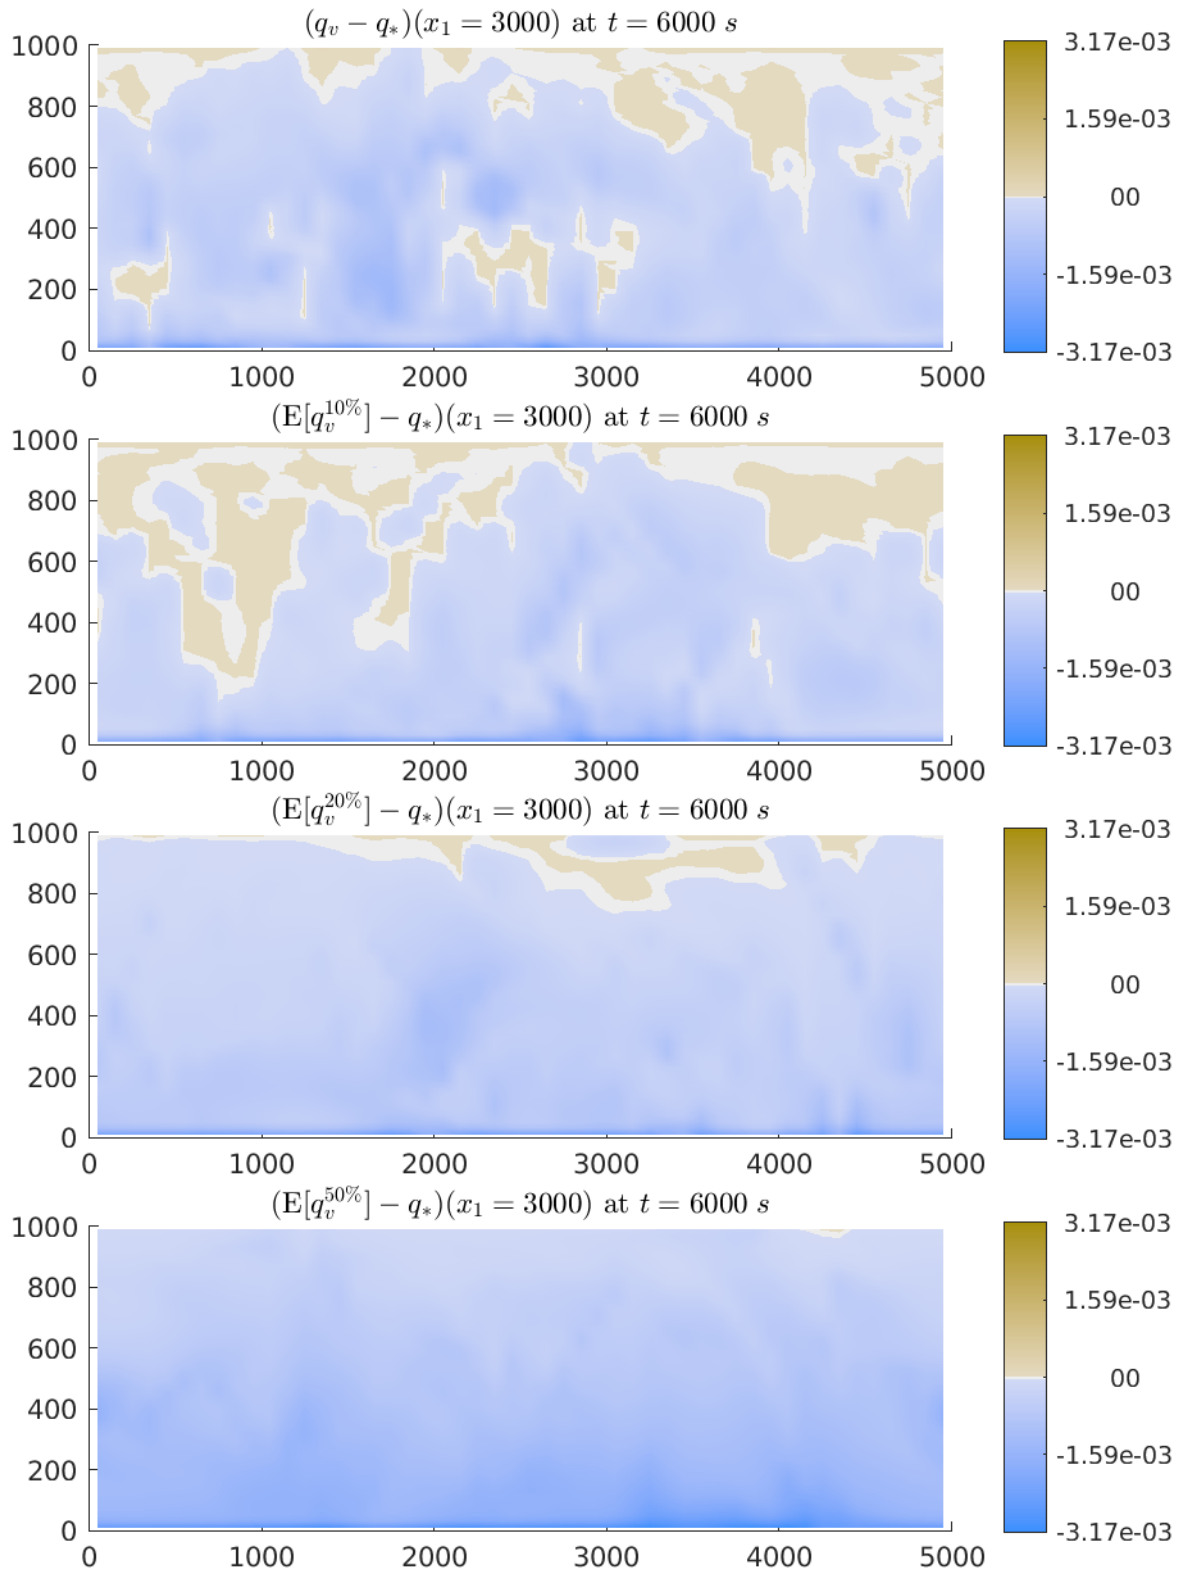 (q_v − q_*)(x_1 = 3000) at t = 6000 s
1000
800
600
400
200
0
0 1000 2000 3000 4000 5000
3.17e-03
1.59e-03
00
-1.59e-03
-3.17e-03
(E[q_v^{10%}] − q_*)(x_1 = 3000) at t = 6000 s
1000
800
600
400
200
0
0 1000 2000 3000 4000 5000
3.17e-03
1.59e-03
00
-1.59e-03
-3.17e-03
(E[q_v^{20%}] − q_*)(x_1 = 3000) at t = 6000 s
1000
800
600
400
200
0
0 1000 2000 3000 4000 5000
3.17e-03
1.59e-03
00
-1.59e-03
-3.17e-03
(E[q_v^{50%}] − q_*)(x_1 = 3000) at t = 6000 s
1000
800
600
400
200
0
0 1000 2000 3000 4000 5000
3.17e-03
1.59e-03
00
-1.59e-03
-3.17e-03